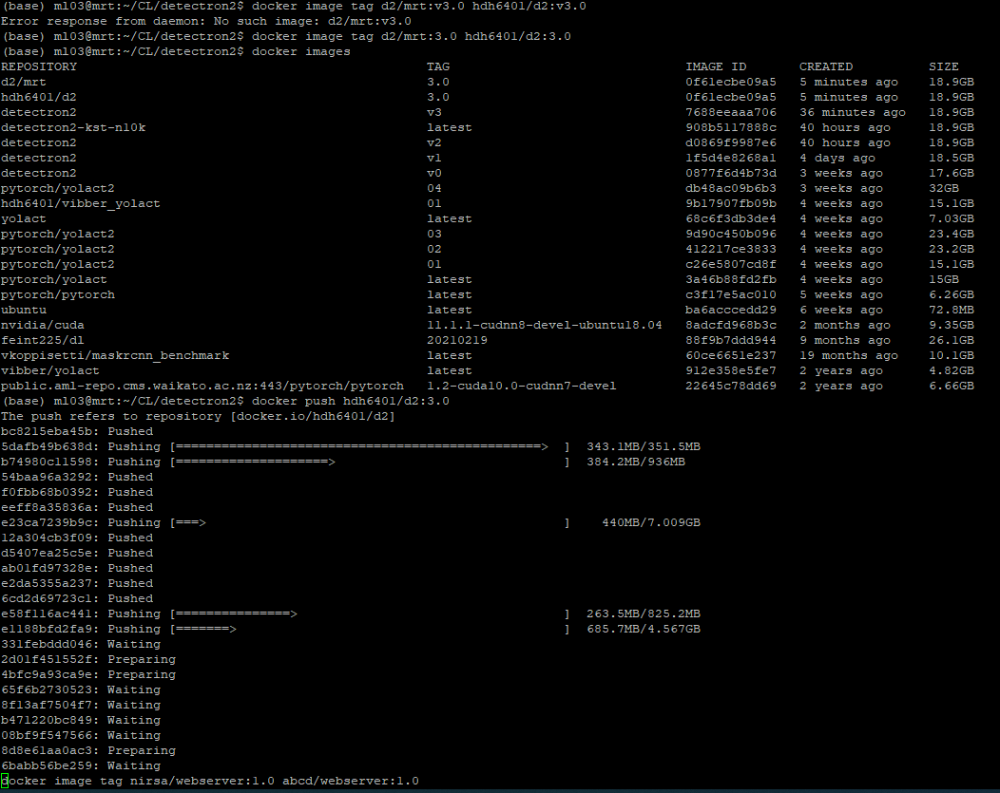 (base) ml03@mrt:~/CL/detectron2$ docker image tag d2/mrt:v3.0 hdh6401/d2:v3.0
Error response from daemon: No such image: d2/mrt:v3.0
(base) ml03@mrt:~/CL/detectron2$ docker image tag d2/mrt:3.0 hdh6401/d2:3.0
(base) ml03@mrt:~/CL/detectron2$ docker images
REPOSITORY TAG IMAGE ID CREATED SIZE
d2/mrt 3.0 0f61ecbe09a5 5 minutes ago 18.9GB
hdh6401/d2 3.0 0f61ecbe09a5 5 minutes ago 18.9GB
detectron2 v3 7688eeaaa706 36 minutes ago 18.9GB
detectron2-kst-nl0k latest 908b5117888c 40 hours ago 18.9GB
detectron2 v2 d0869f9987e6 40 hours ago 18.9GB
detectron2 v1 1f5d4e8268a1 4 days ago 18.5GB
detectron2 v0 0877f6d4b73d 3 weeks ago 17.6GB
pytorch/yolact2 04 db48ac09b6b3 3 weeks ago 32GB
hdh6401/vibber_yolact 01 9b17907fb09b 4 weeks ago 15.1GB
yolact latest 68c6f3db3de4 4 weeks ago 7.03GB
pytorch/yolact2 03 9d90c450b096 4 weeks ago 23.4GB
pytorch/yolact2 02 412217ce3833 4 weeks ago 23.2GB
pytorch/yolact2 01 c26e5807cd8f 4 weeks ago 15.1GB
pytorch/yolact latest 3a46b88fd2fb 4 weeks ago 15GB
pytorch/pytorch latest c3f17e5ac010 5 weeks ago 6.26GB
ubuntu latest ba6acccedd29 6 weeks ago 72.8MB
nvidia/cuda 11.1.1-cudnn8-devel-ubuntu18.04 8adcfd968b3c 2 months ago 9.35GB
feint225/dl 20210219 88f9b7ddd944 9 months ago 26.1GB
vkoppisetti/maskrcnn_benchmark latest 60ce6651e237 19 months ago 10.1GB
vibber/yolact latest 912e358e5fe7 2 years ago 4.82GB
public.aml-repo.cms.waikato.ac.nz:443/pytorch/pytorch 1.2-cuda10.0-cudnn7-devel 22645c78dd69 2 years ago 6.66GB
(base) ml03@mrt:~/CL/detectron2$ docker push hdh6401/d2:3.0
The push refers to repository [docker.io/hdh6401/d2]
bc8215eba45b: Pushed
5dafb49b638d: Pushing [================================================> ] 343.1MB/351.5MB
b74980c11598: Pushing [====================> ] 384.2MB/936MB
54baa96a3292: Pushed
f0fbb68b0392: Pushed
eeff8a35836a: Pushed
e23ca7239b9c: Pushing [===> ] 440MB/7.009GB
12a304cb3f09: Pushed
d5407ea25c5e: Pushed
ab01fd97328e: Pushed
e2da5355a237: Pushed
6cd2d69723c1: Pushed
e58f116ac441: Pushing [===============> ] 263.5MB/825.2MB
e1188bfd2fa9: Pushing [=======> ] 685.7MB/4.567GB
331febddd046: Waiting
2d01f451552f: Preparing
4bfc9a93ca9e: Preparing
65f6b2730523: Waiting
8f13af7504f7: Waiting
b471220bc849: Waiting
08bf9f547566: Waiting
8d8e61aa0ac3: Preparing
6babb56be259: Waiting
docker image tag nirsa/webserver:1.0 abcd/webserver:1.0